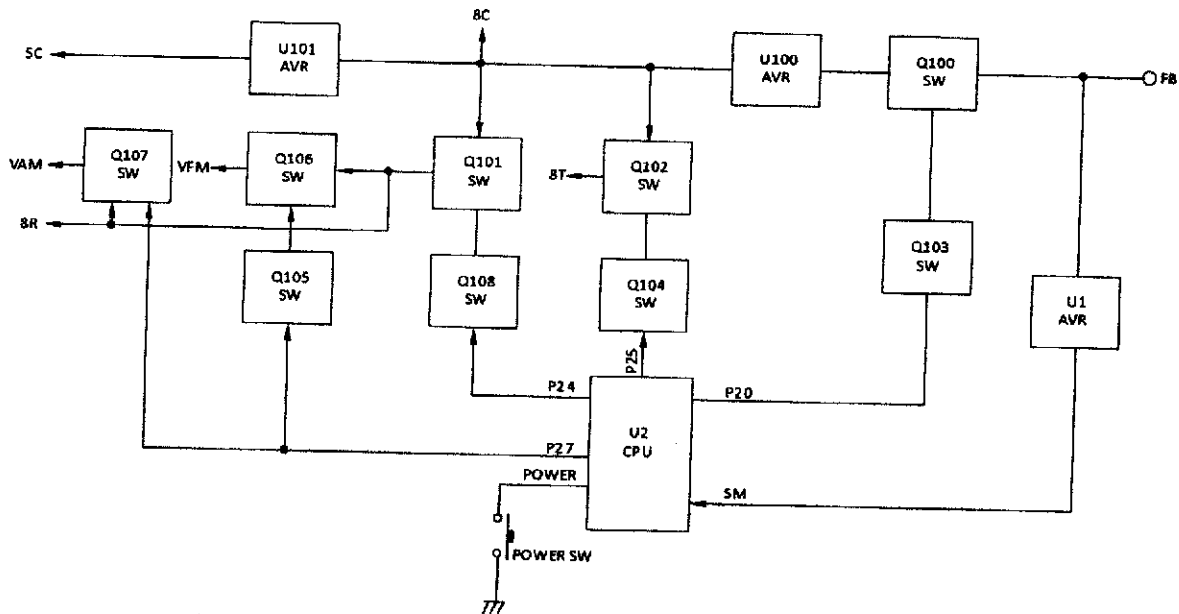 8C
5C
U101
AVR
U100
AVR
Q100
SW
FB
VAM
Q107
SW
VFM
Q106
SW
Q101
SW
8T
Q102
SW
8R
Q105
SW
Q108
SW
Q104
SW
Q103
SW
U1
AVR
P25
P24
P20
U2
CPU
P27
POWER
5M
POWER SW